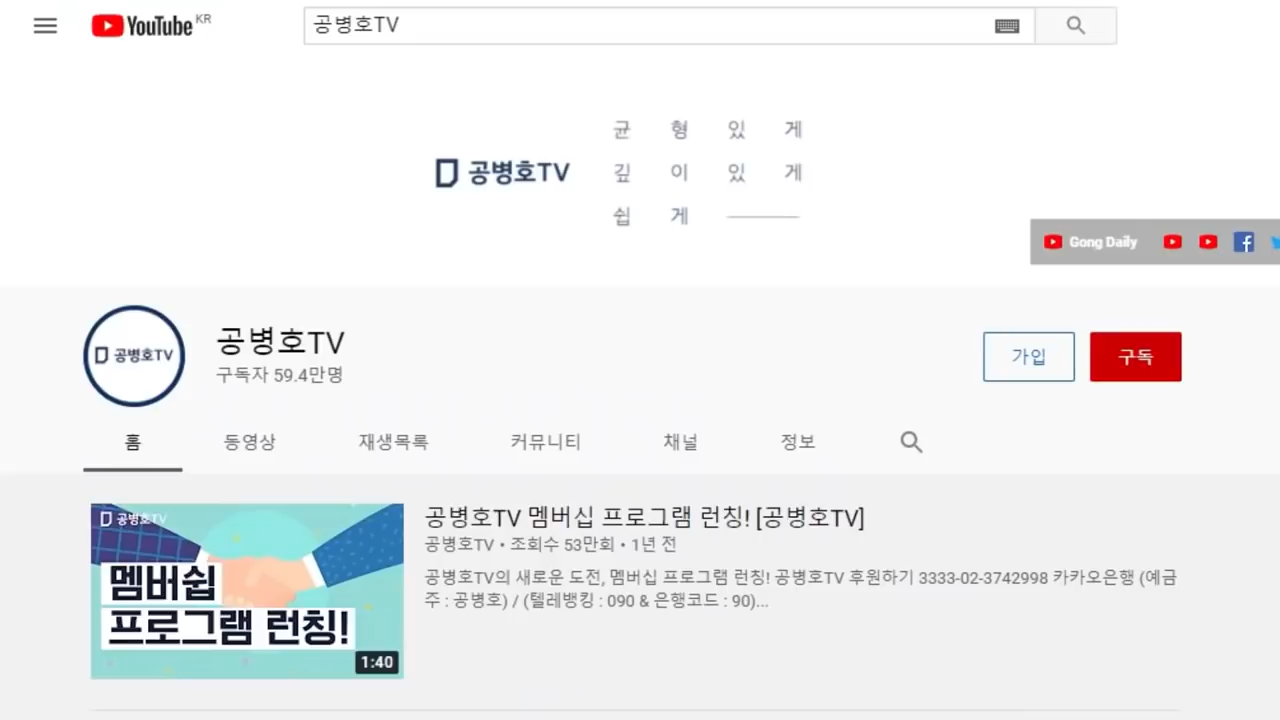 YouTube KR
공병호TV
균 형 있 게
공병호TV
깊 이 있 게
쉽 게
Gong Daily
공병호TV
공병호TV
구독자 59.4만명
가입
구독
홈
동영상
재생목록
커뮤니티
채널
정보
공병호TV
멤버쉽
프로그램 런칭!
1:40
공병호TV 멤버십 프로그램 런칭! [공병호TV]
공병호TV • 조회수 53만회 • 1년 전
공병호TV의 새로운 도전, 멤버십 프로그램 런칭! 공병호TV 후원하기 3333-02-3742998 카카오은행 (예금
주 : 공병호) / (텔레뱅킹 : 090 & 은행코드 : 90)...